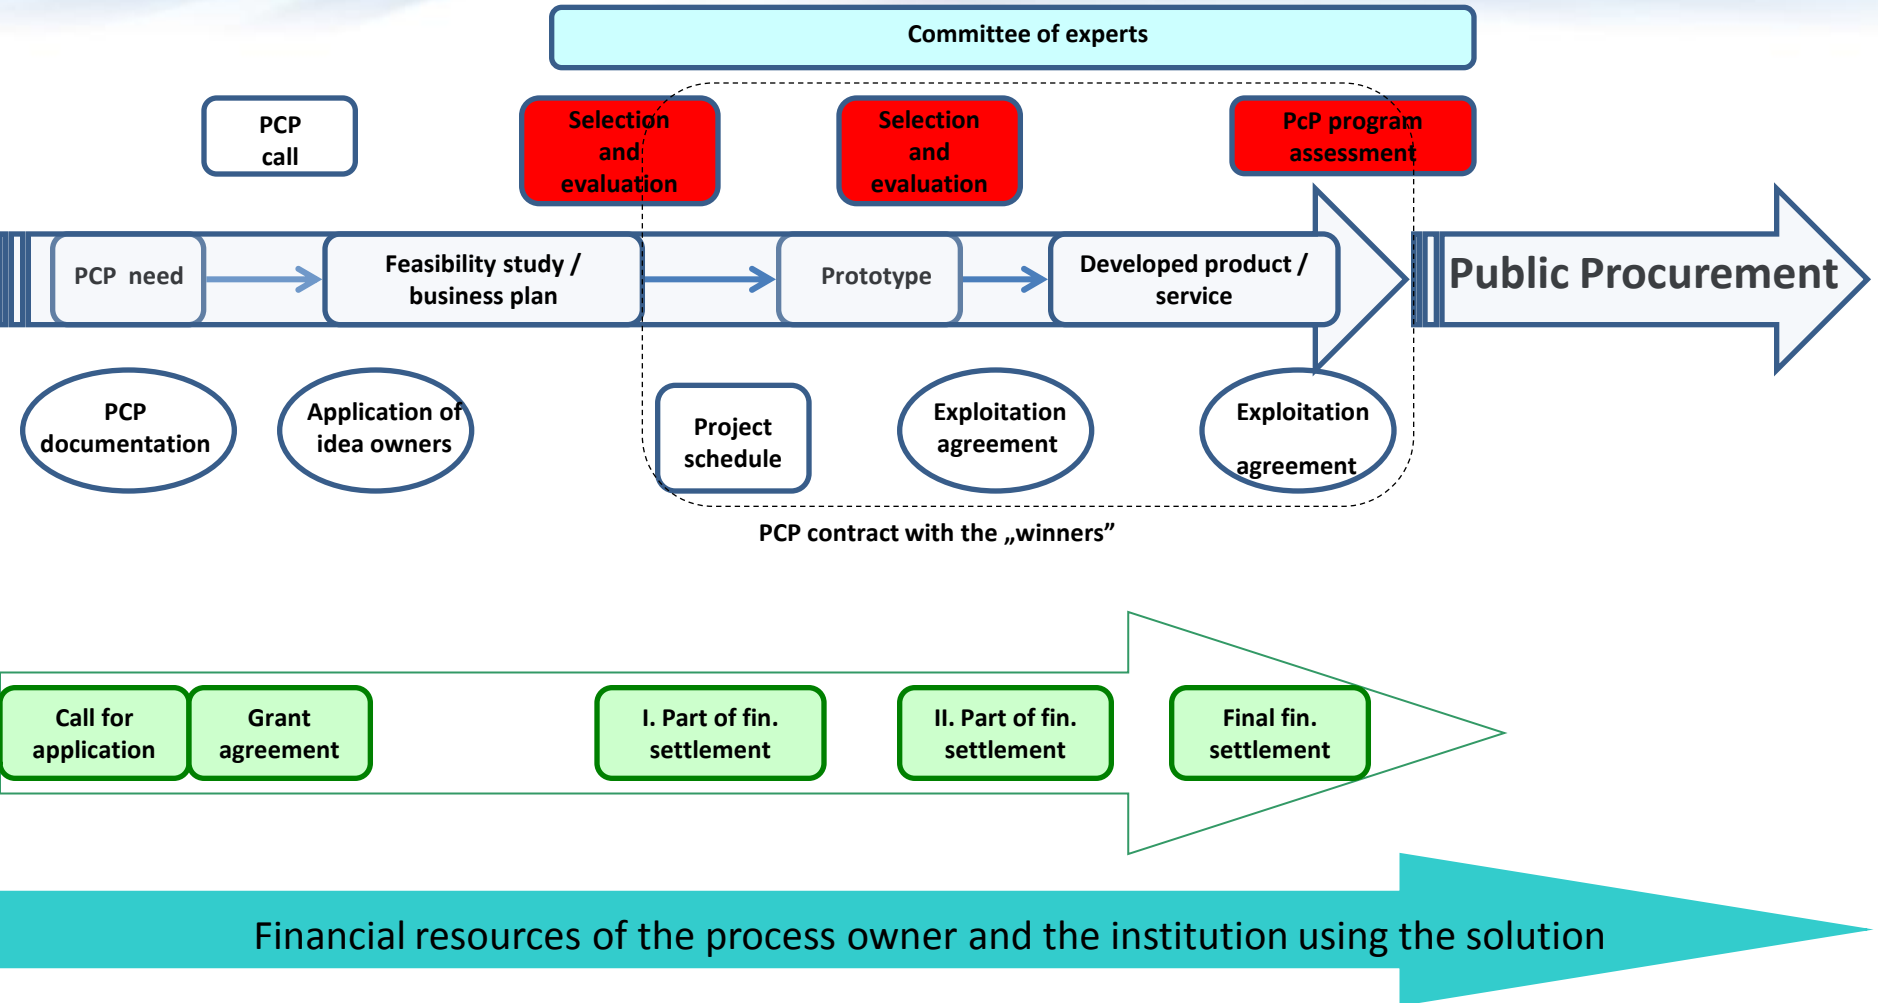 Committee of experts
PCP
call
Selection
and
evaluation
Selection
and
evaluation
PcP program
assessment
PCP need
Feasibility study /
business plan
Prototype
Developed product /
service
Public Procurement
PCP
documentation
Application of
idea owners
Project
schedule
Exploitation
agreement
Exploitation
agreement
PCP contract with the „winners”
Call for
application
Grant
agreement
I. Part of fin.
settlement
II. Part of fin.
settlement
Final fin.
settlement
Financial resources of the process owner and the institution using the solution